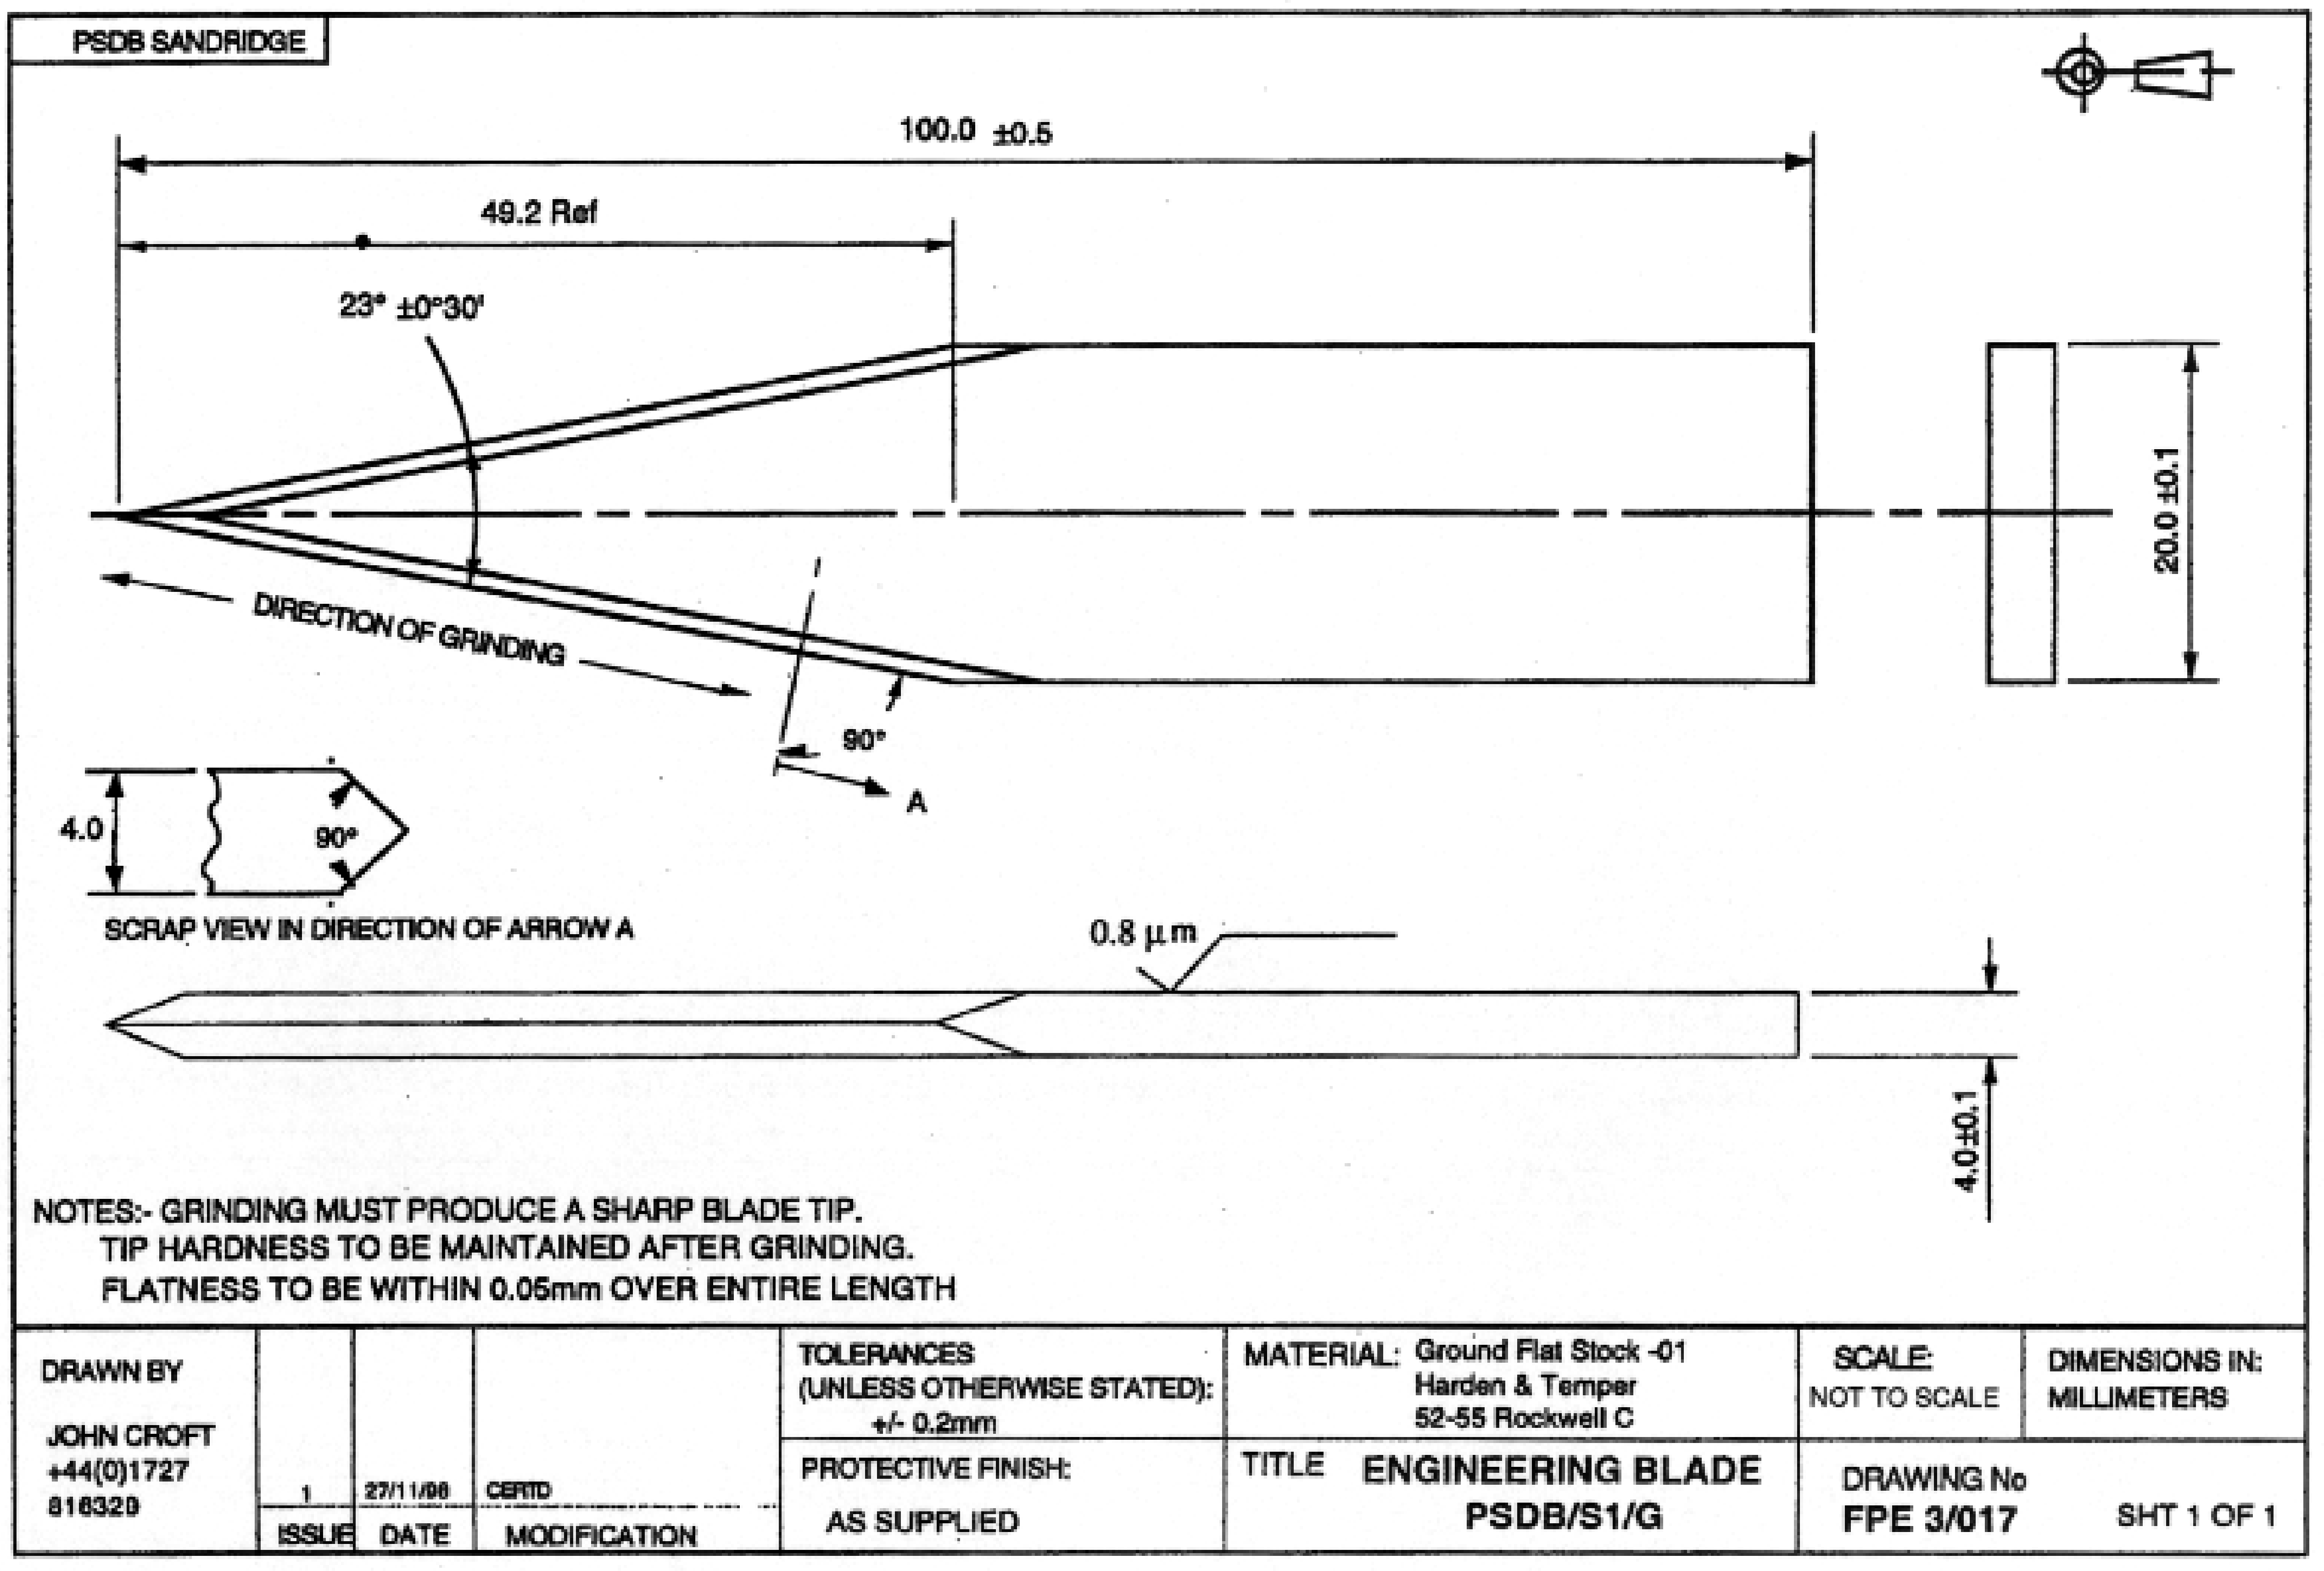 PSDB SANDRIDGE
100.0 ±0.5
49.2 Ref
23° ±0°30'
20.0 ±0.1
DIRECTION OF GRINDING
90°
A
4.0
90°
SCRAP VIEW IN DIRECTION OF ARROW A
0.8 µm
4.0±0.1
NOTES:- GRINDING MUST PRODUCE A SHARP BLADE TIP.
TIP HARDNESS TO BE MAINTAINED AFTER GRINDING.
FLATNESS TO BE WITHIN 0.05mm OVER ENTIRE LENGTH
DRAWN BY
JOHN CROFT
+44(0)1727
816329
1
27/11/98
CERTD
ISSUE
DATE
MODIFICATION
TOLERANCES
(UNLESS OTHERWISE STATED):
+/- 0.2mm
PROTECTIVE FINISH:
AS SUPPLIED
MATERIAL: Ground Flat Stock -01
Harden & Temper
52-55 Rockwell C
TITLE ENGINEERING BLADE
PSDB/S1/G
SCALE:
NOT TO SCALE
DIMENSIONS IN:
MILLIMETERS
DRAWING No
FPE 3/017
SHT 1 OF 1